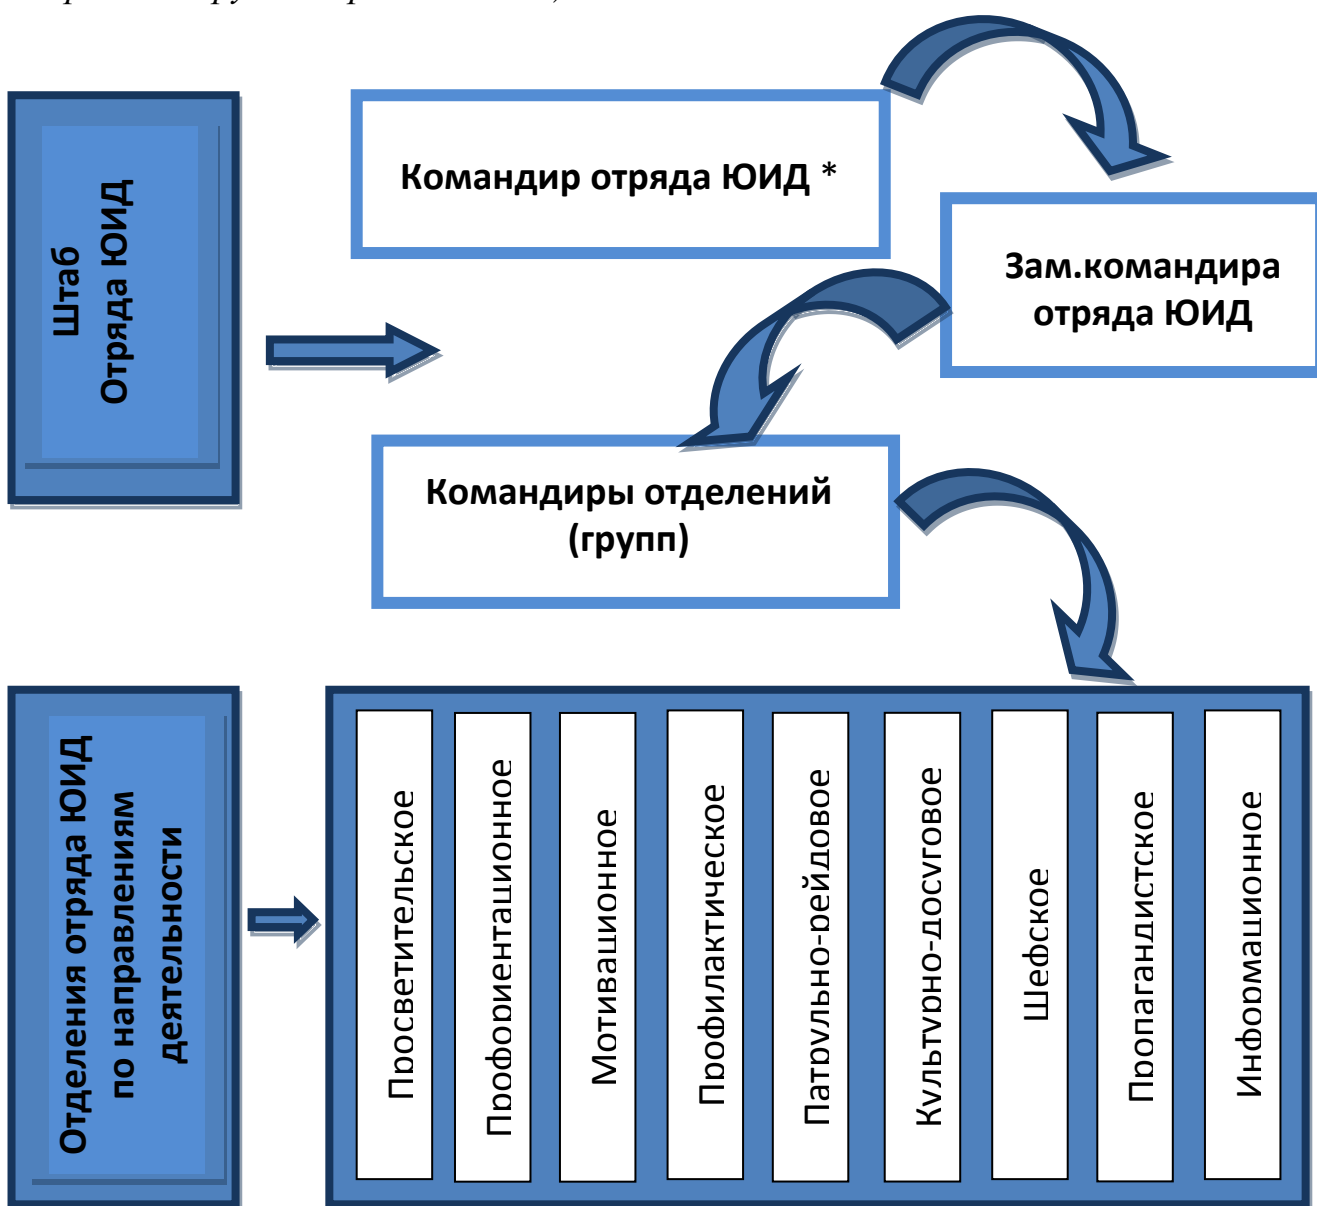 Штаб
Отряда ЮИД
Командир отряда ЮИД *
Зам.командира
отряда ЮИД
Командиры отделений
(групп)
Отделения отряда ЮИД
по направлениям
деятельности
Просветительское
Профориентационное
Мотивационное
Профилактическое
Патрульно-рейдовое
Культурно-досуговое
Шефское
Пропагандистское
Информационное